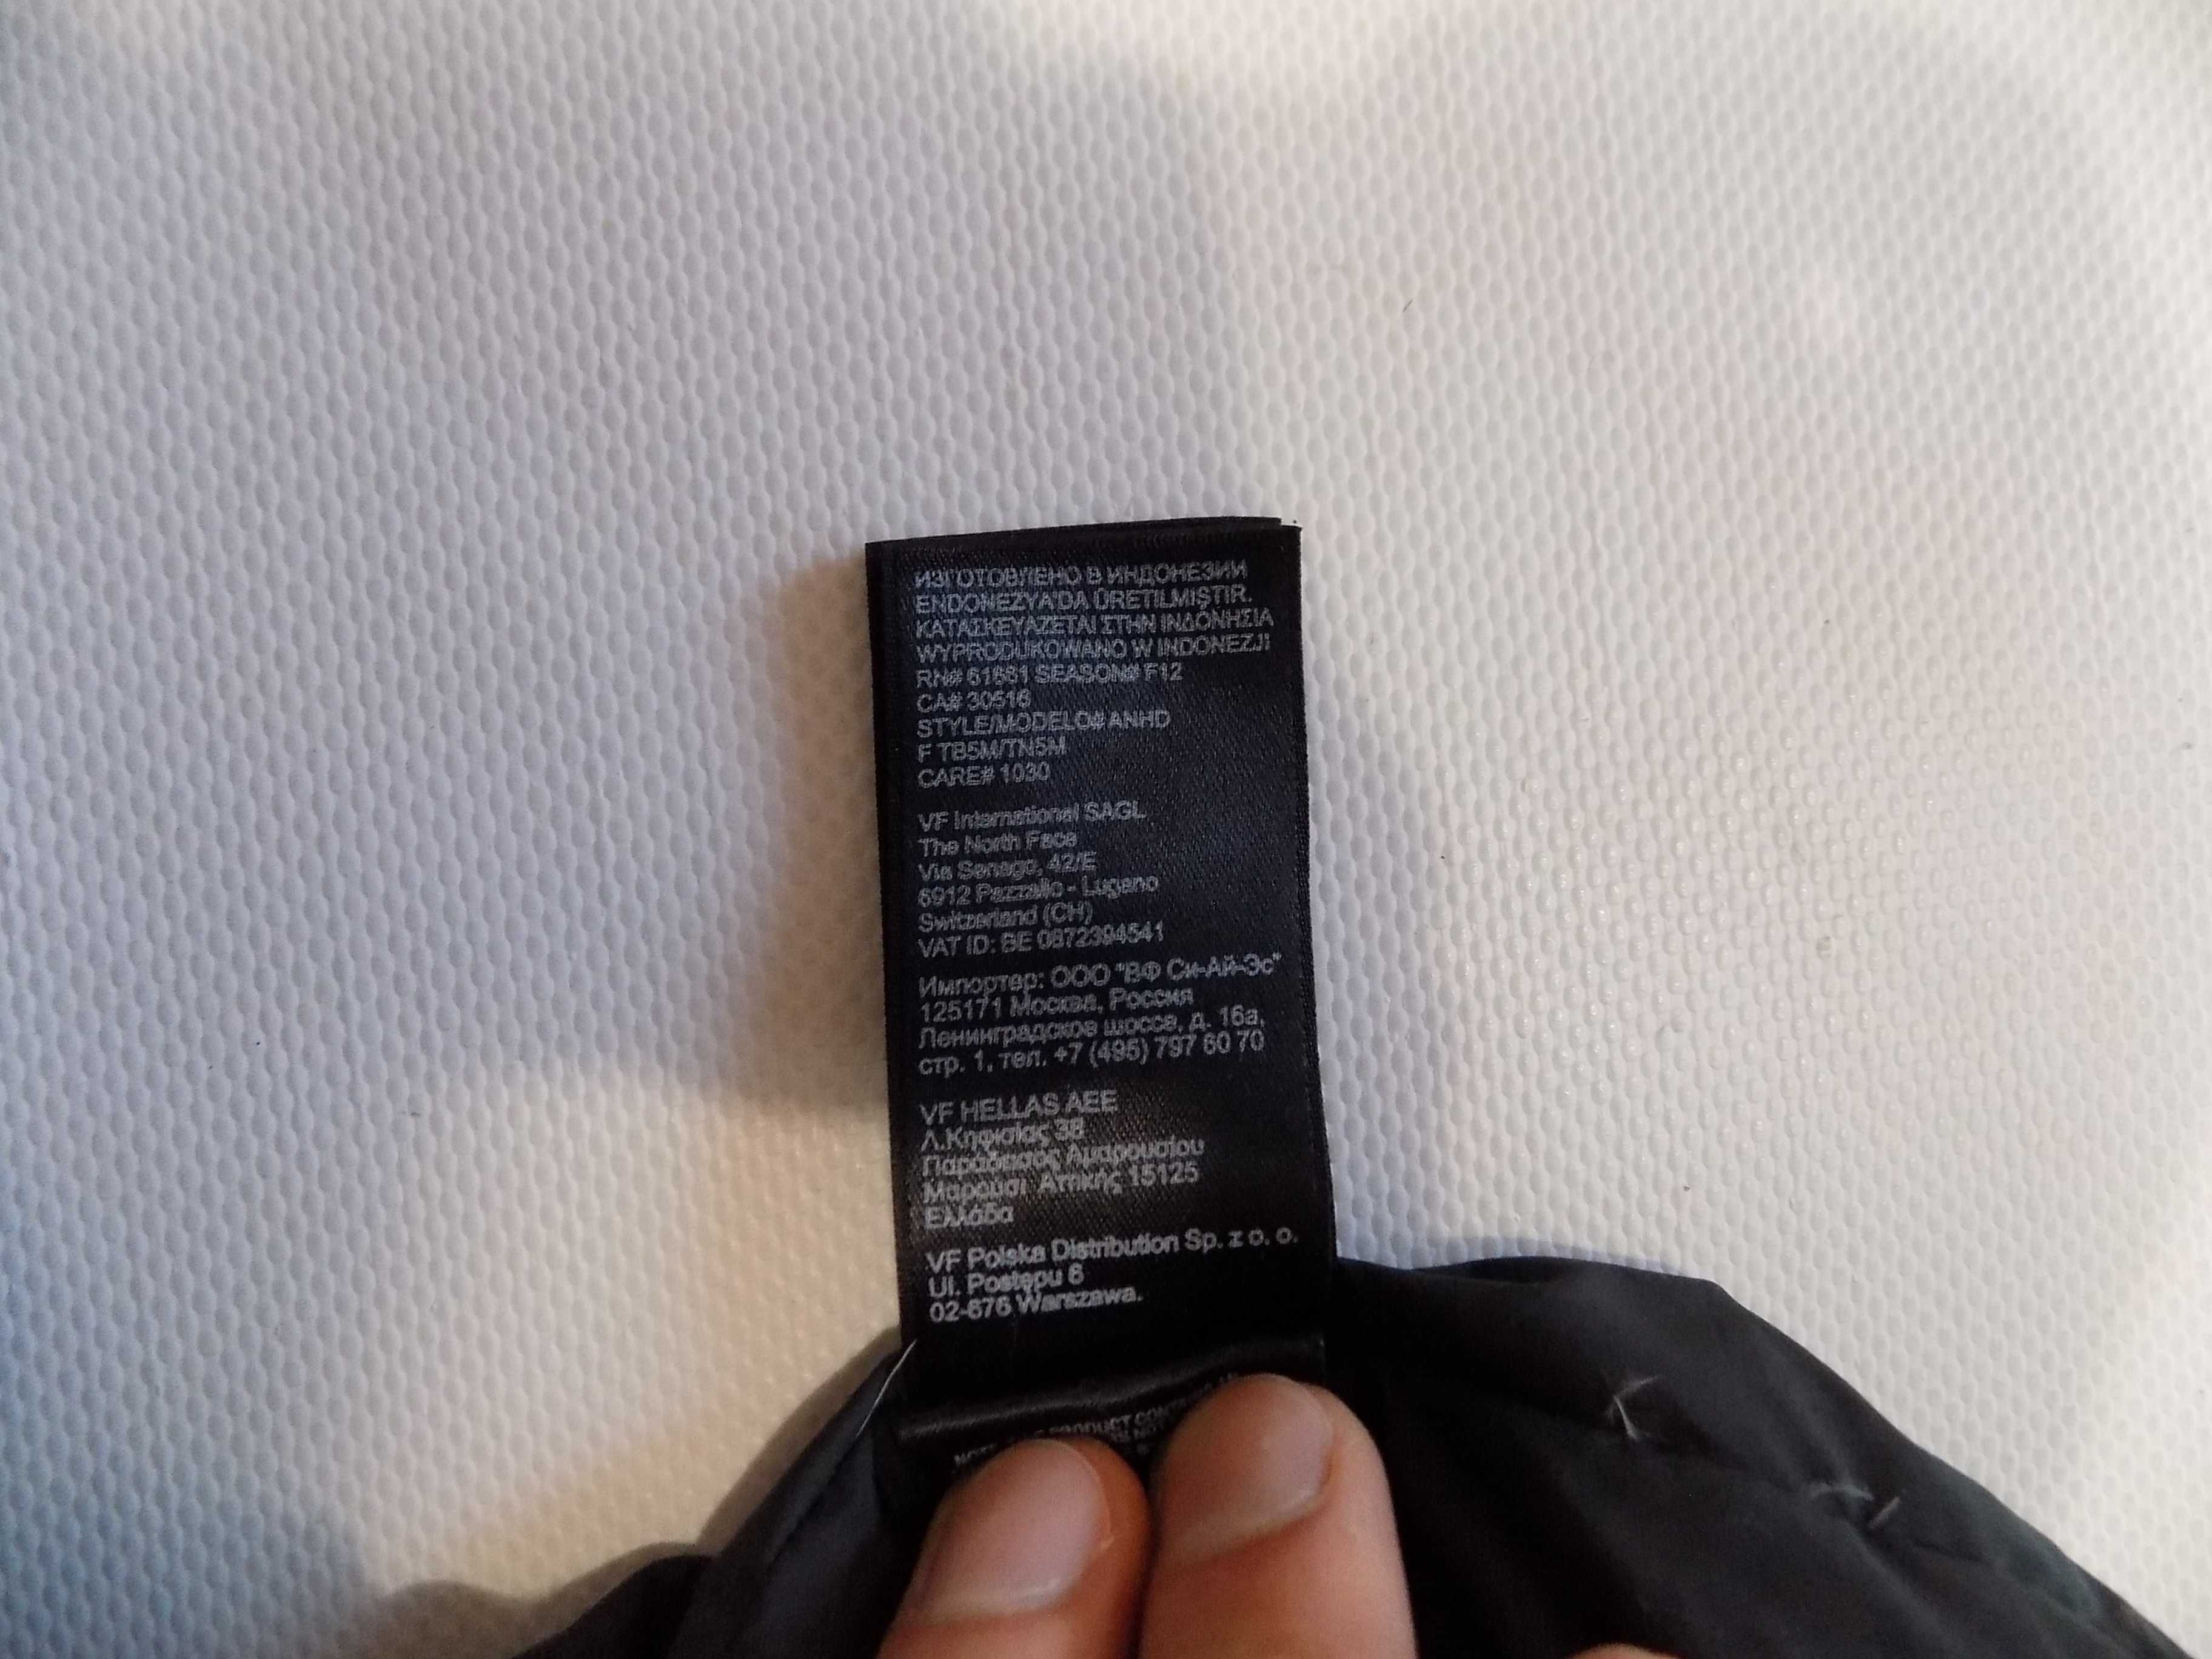 ИЗГОТОВЛЕНО В ИНДОНЕЗИИ
ENDONEZYA'DA ÜRETILMIŞTIR.
ΚΑΤΑΣΚΕΥΑΖΕΤΑΙ ΣΤΗΝ ΙΝΔΟΝΗΣΙΑ
WYPRODUKOWANO W INDONEZJI
RN# 61661 SEASON# F12
CA# 30516
STYLE/MODELO# ANHD
F TB5M/TN5M
CARE# 1030
VF International SAGL
The North Face
Via Senago, 42/E
6912 Pazzallo - Lugano
Switzerland (CH)
VAT ID: BE 0872394541
Импортер: ООО "ВФ Си-Ай-Эс"
125171 Москва, Россия
Ленинградское шоссе, д. 16а,
стр. 1, тел. +7 (495) 797 60 70
VF HELLAS AEE
Λ.Κηφισίας 38
Παράδεισος Αμαρουσίου
Μαρούσι Αττικής 15125
Ελλάδα
VF Polska Distribution Sp. z o. o.
Ul. Postępu 6
02-676 Warszawa.
PRODUCT